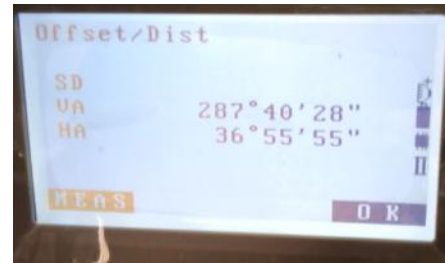 Offset/Dist
SD
VA 287°40'28"
HA 36°55'55"
MEAS OK